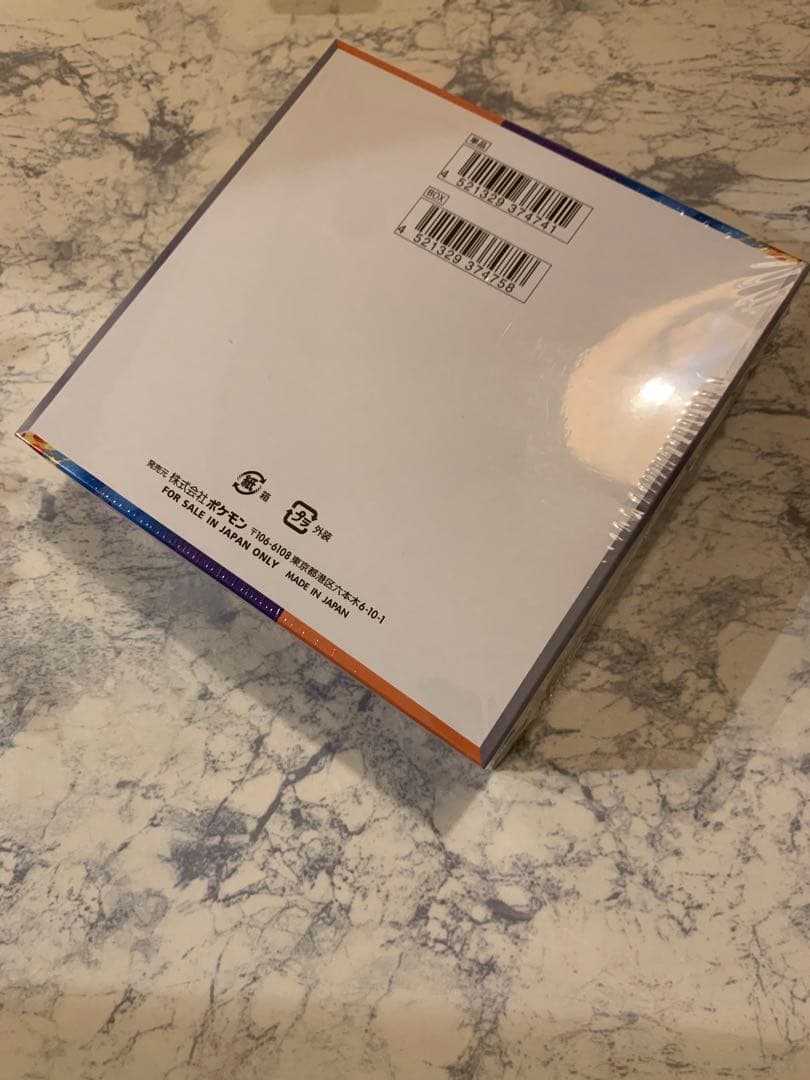 単品
4 521329 374741
BOX
4 521329 374758
紙 箱
プラ 外装
発売元 株式会社ポケモン 〒106-6108 東京都港区六本木6-10-1
FOR SALE IN JAPAN ONLY MADE IN JAPAN